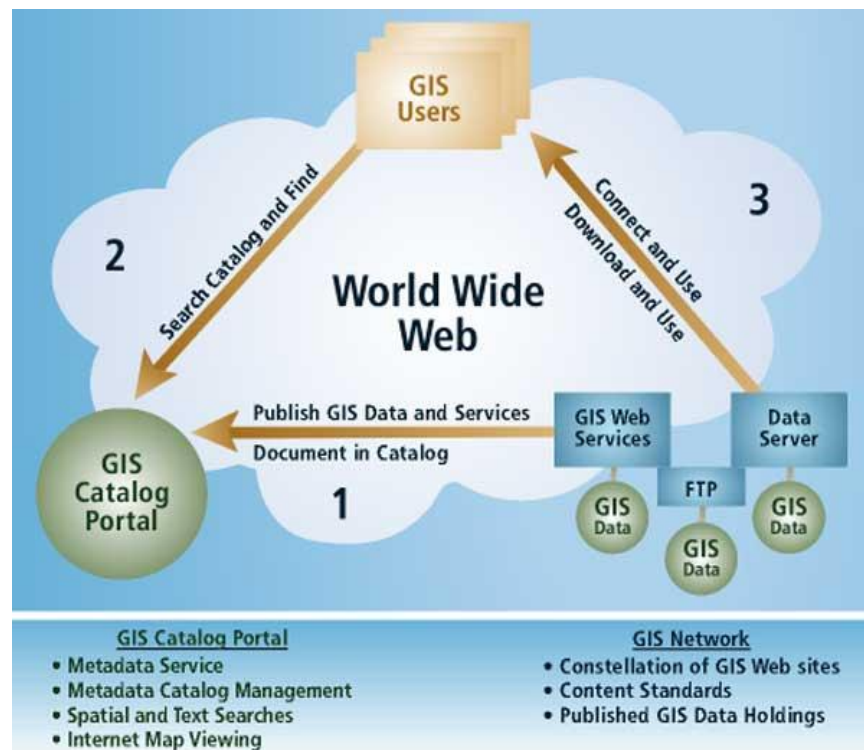 GIS
Users
2
Search Catalog and Find
3
Connect and Use
Download and Use
World Wide
Web
Publish GIS Data and Services
Document in Catalog
1
GIS
Catalog
Portal
GIS Web
Services
Data
Server
FTP
GIS
Data
GIS
Data
GIS
Data
GIS Catalog Portal
• Metadata Service
• Metadata Catalog Management
• Spatial and Text Searches
• Internet Map Viewing
GIS Network
• Constellation of GIS Web sites
• Content Standards
• Published GIS Data Holdings